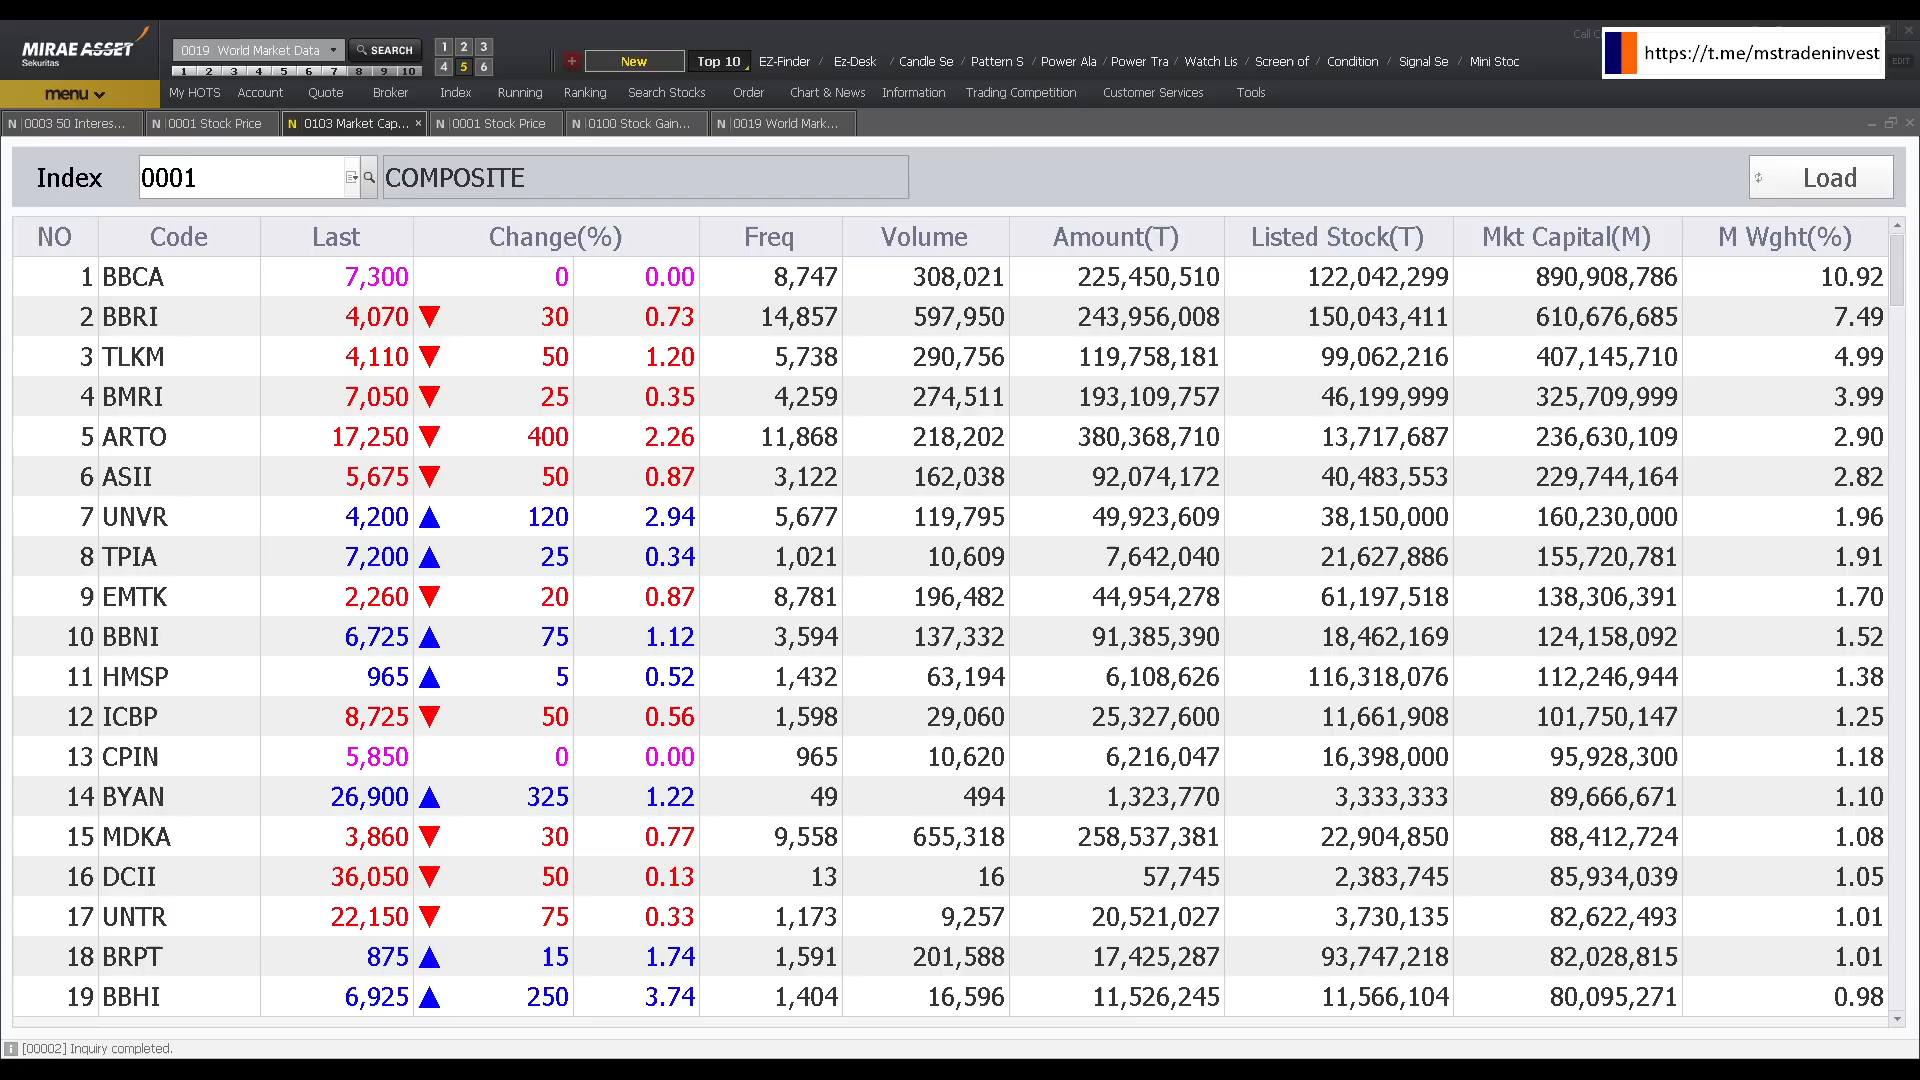 MIRAE ASSET
Sekuritas
0019 World Market Data
SEARCH
1 2 3 4 5 6 7 8 9 10
1 2 3
4 5 6
New
Top 10
EZ-Finder / Ez-Desk / Candle Se / Pattern S / Power Ala / Power Tra / Watch Lis / Screen of / Condition / Signal Se / Mini Stoc
https://t.me/mstradeninvest
EDIT
menu
My HOTS Account Quote Broker Index Running Ranking Search Stocks Order Chart & News Information Trading Competition Customer Services Tools
N 0003 50 Interes... N 0001 Stock Price N 0103 Market Cap... × N 0001 Stock Price N 0100 Stock Gain... N 0019 World Mark...
Index 0001 COMPOSITE Load
NO Code Last Change(%) Freq Volume Amount(T) Listed Stock(T) Mkt Capital(M) M Wght(%)
1 BBCA 7,300 0 0.00 8,747 308,021 225,450,510 122,042,299 890,908,786 10.92
2 BBRI 4,070 ▼ 30 0.73 14,857 597,950 243,956,008 150,043,411 610,676,685 7.49
3 TLKM 4,110 ▼ 50 1.20 5,738 290,756 119,758,181 99,062,216 407,145,710 4.99
4 BMRI 7,050 ▼ 25 0.35 4,259 274,511 193,109,757 46,199,999 325,709,999 3.99
5 ARTO 17,250 ▼ 400 2.26 11,868 218,202 380,368,710 13,717,687 236,630,109 2.90
6 ASII 5,675 ▼ 50 0.87 3,122 162,038 92,074,172 40,483,553 229,744,164 2.82
7 UNVR 4,200 ▲ 120 2.94 5,677 119,795 49,923,609 38,150,000 160,230,000 1.96
8 TPIA 7,200 ▲ 25 0.34 1,021 10,609 7,642,040 21,627,886 155,720,781 1.91
9 EMTK 2,260 ▼ 20 0.87 8,781 196,482 44,954,278 61,197,518 138,306,391 1.70
10 BBNI 6,725 ▲ 75 1.12 3,594 137,332 91,385,390 18,462,169 124,158,092 1.52
11 HMSP 965 ▲ 5 0.52 1,432 63,194 6,108,626 116,318,076 112,246,944 1.38
12 ICBP 8,725 ▼ 50 0.56 1,598 29,060 25,327,600 11,661,908 101,750,147 1.25
13 CPIN 5,850 0 0.00 965 10,620 6,216,047 16,398,000 95,928,300 1.18
14 BYAN 26,900 ▲ 325 1.22 49 494 1,323,770 3,333,333 89,666,671 1.10
15 MDKA 3,860 ▼ 30 0.77 9,558 655,318 258,537,381 22,904,850 88,412,724 1.08
16 DCII 36,050 ▼ 50 0.13 13 16 57,745 2,383,745 85,934,039 1.05
17 UNTR 22,150 ▼ 75 0.33 1,173 9,257 20,521,027 3,730,135 82,622,493 1.01
18 BRPT 875 ▲ 15 1.74 1,591 201,588 17,425,287 93,747,218 82,028,815 1.01
19 BBHI 6,925 ▲ 250 3.74 1,404 16,596 11,526,245 11,566,104 80,095,271 0.98
[00002] Inquiry completed.